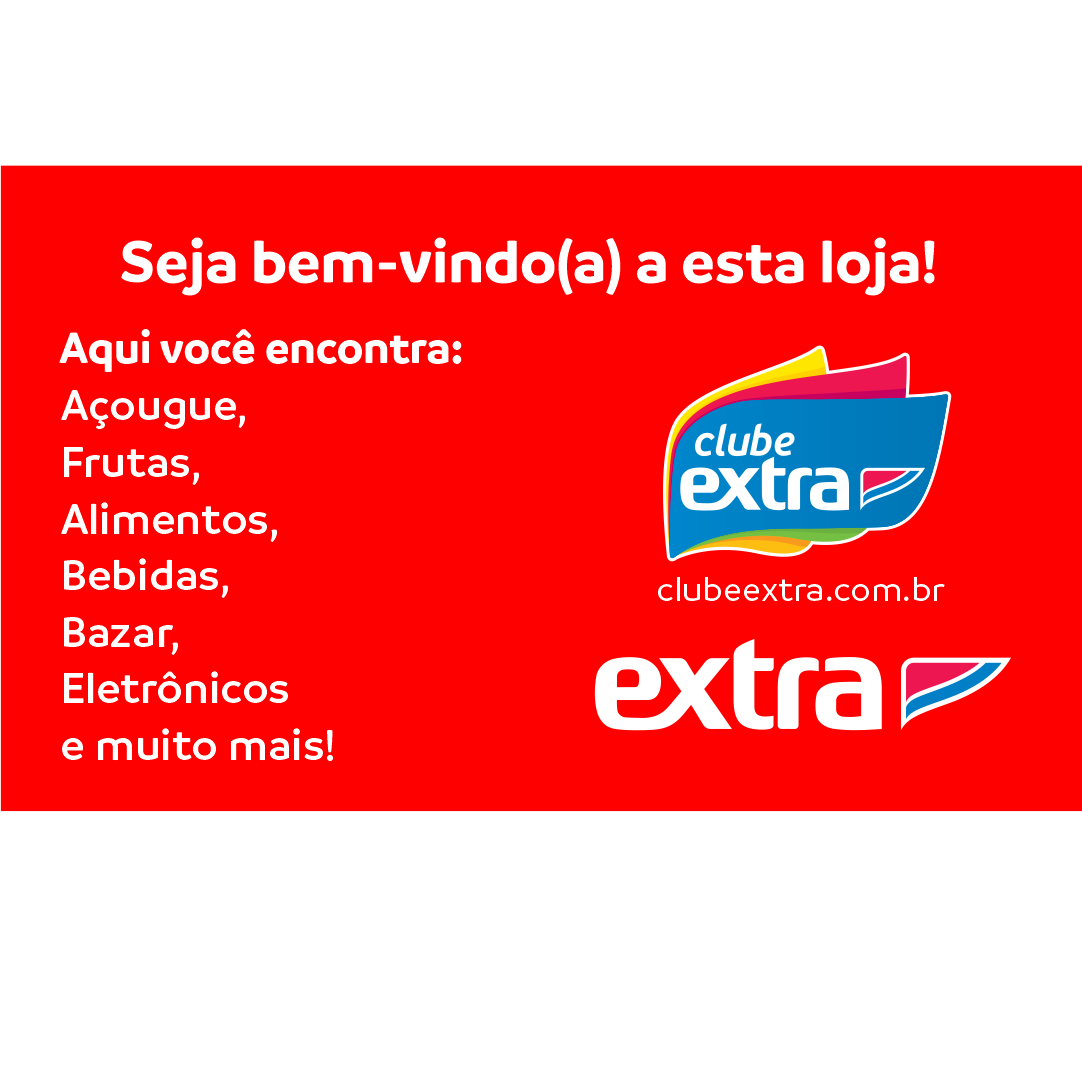 Seja bem-vindo(a) a esta loja!
Aqui você encontra:
Açougue,
Frutas,
Alimentos,
Bebidas,
Bazar,
Eletrônicos
e muito mais!
clube
extra
clubeextra.com.br
extra